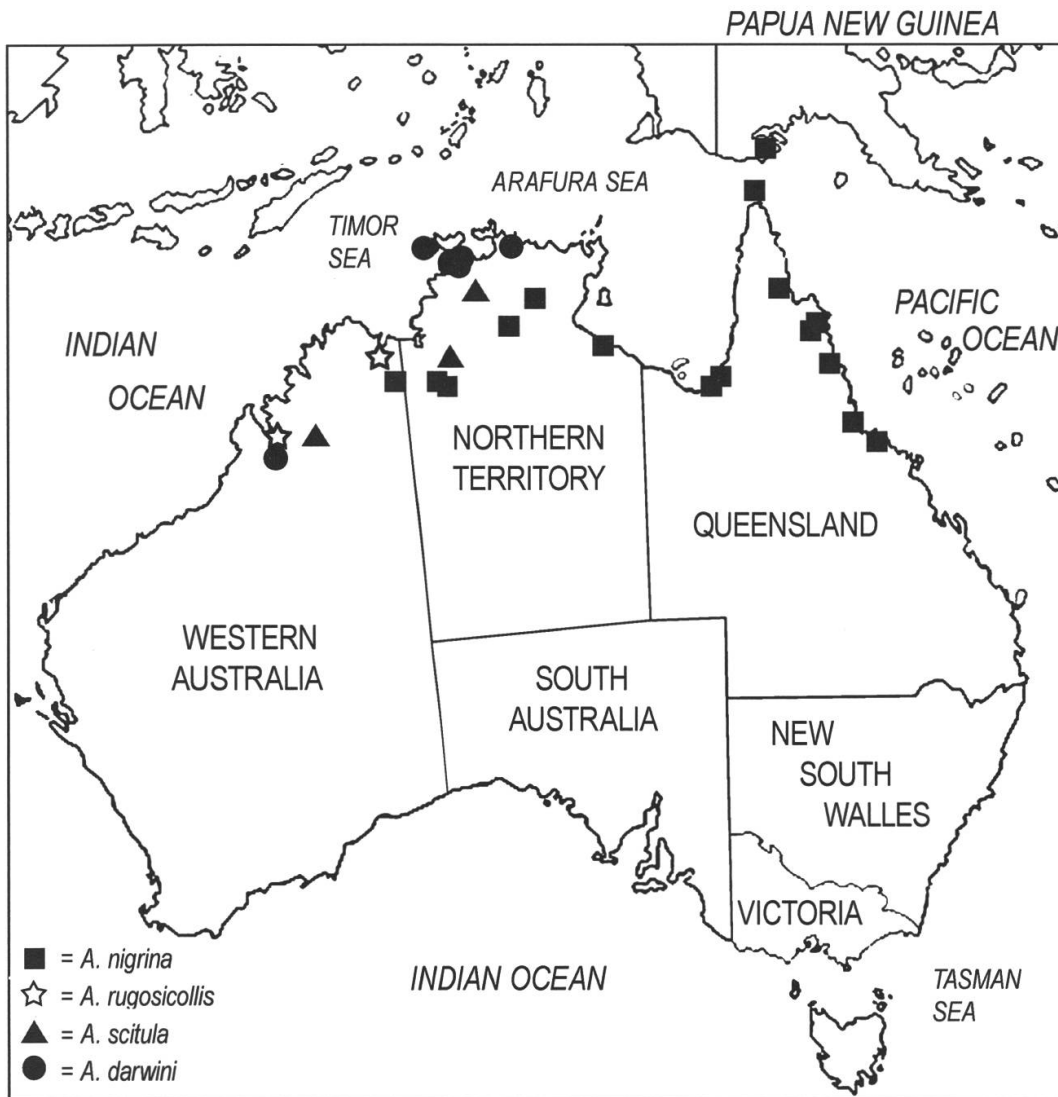 PAPUA NEW GUINEA
ARAFURA SEA
TIMOR
SEA
PACIFIC
OCEAN
INDIAN
OCEAN
NORTHERN
TERRITORY
QUEENSLAND
WESTERN
AUSTRALIA
SOUTH
AUSTRALIA
NEW
SOUTH
WALLES
VICTORIA
INDIAN OCEAN
TASMAN
SEA
= A. nigrina
= A. rugosicollis
= A. scitula
= A. darwini